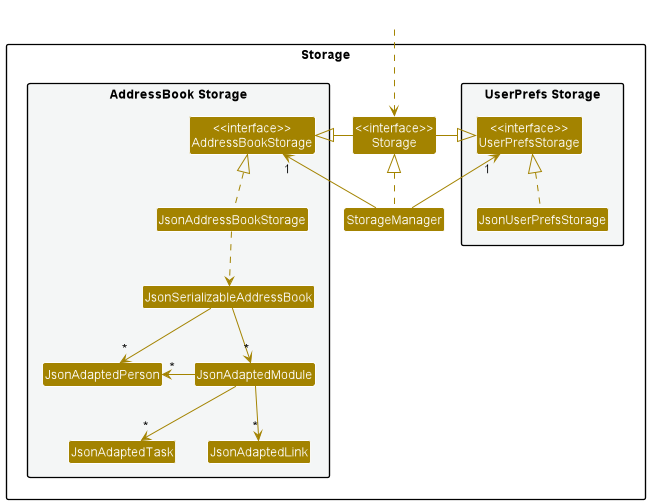 Storage
AddressBook Storage
UserPrefs Storage
<<interface>>
AddressBookStorage
<<interface>>
Storage
<<interface>>
UserPrefsStorage
1
1
JsonAddressBookStorage
StorageManager
JsonUserPrefsStorage
JsonSerializableAddressBook
*
*
*
JsonAdaptedPerson
JsonAdaptedModule
*
*
JsonAdaptedTask
JsonAdaptedLink